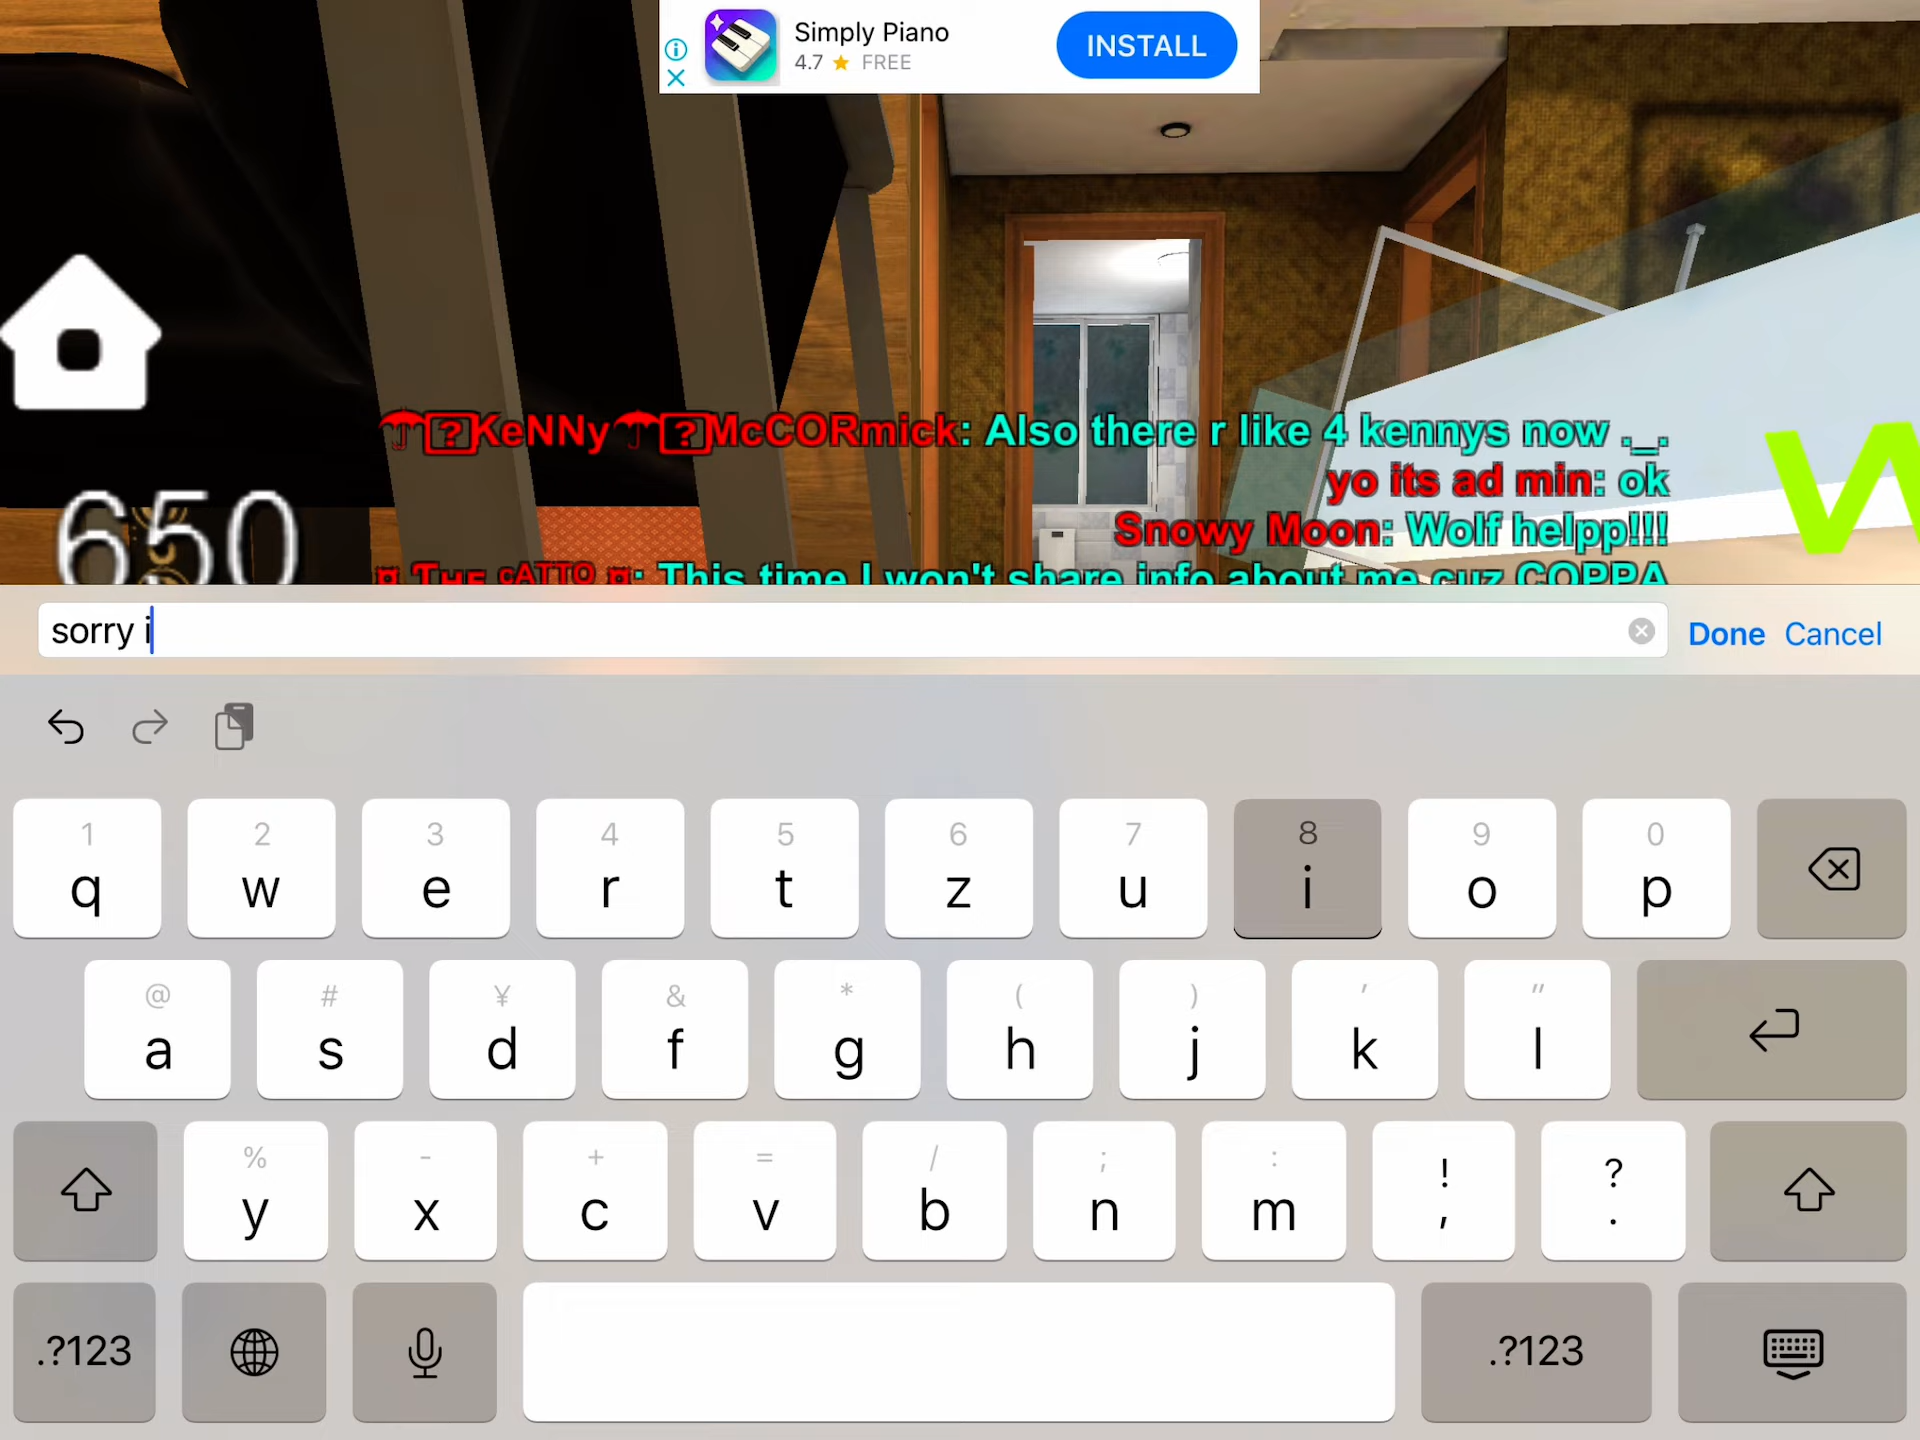 Simply Piano
4.7 FREE
INSTALL
KeNNy McCORmick: Also there r like 4 kennys now ._.
yo its ad min: ok
Snowy Moon: Wolf helpp!!!
650
¤ Tʜᴇ cATTO ¤: This time I won't share info about me cuz COPPA
sorry i
Done Cancel
1 2 3 4 5 6 7 8 9 0
q w e r t z u i o p
@ # ¥ & * ( ) ' "
a s d f g h j k l
% - + = / ; : ! ?
y x c v b n m , .
.?123 .?123